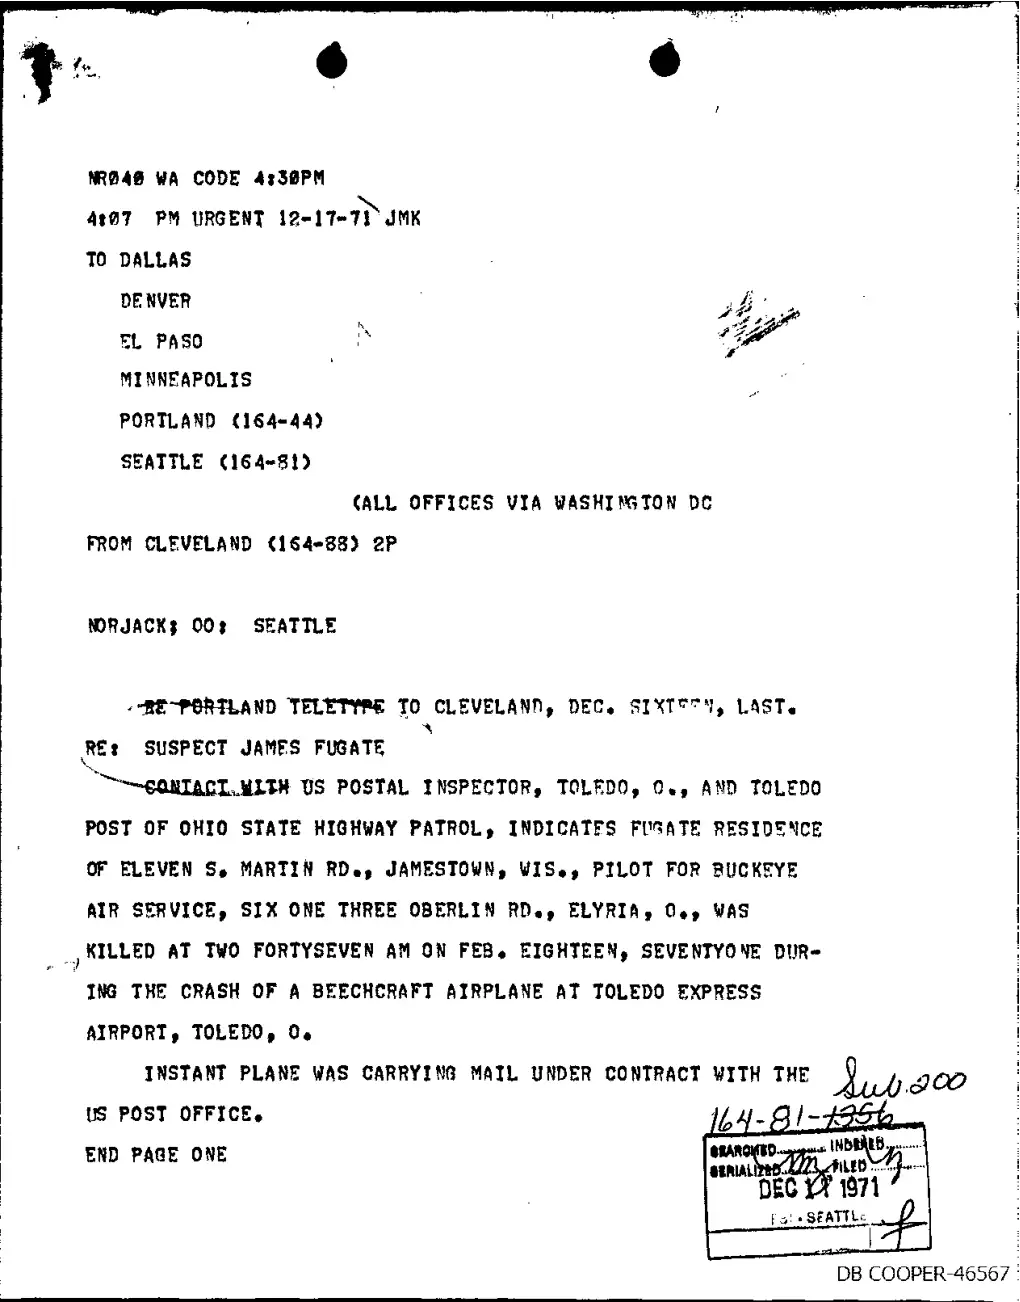 NR040 WA CODE 4:30PM
4:07 PM URGENT 12-17-71 JMK
TO DALLAS
DENVER
EL PASO
MINNEAPOLIS
PORTLAND (164-44)
SEATTLE (164-81)
(ALL OFFICES VIA WASHINGTON DC
FROM CLEVELAND (164-88) 2P
NORJACK; OO: SEATTLE
RE PORTLAND TELETYPE TO CLEVELAND, DEC. SIXTEEN, LAST.
RE: SUSPECT JAMES FUGATE
CONTACT WITH US POSTAL INSPECTOR, TOLEDO, O., AND TOLEDO
POST OF OHIO STATE HIGHWAY PATROL, INDICATES FUGATE RESIDENCE
OF ELEVEN S. MARTIN RD., JAMESTOWN, WIS., PILOT FOR BUCKEYE
AIR SERVICE, SIX ONE THREE OBERLIN RD., ELYRIA, O., WAS
KILLED AT TWO FORTYSEVEN AM ON FEB. EIGHTEEN, SEVENTYONE DUR-
ING THE CRASH OF A BEECHCRAFT AIRPLANE AT TOLEDO EXPRESS
AIRPORT, TOLEDO, O.
INSTANT PLANE WAS CARRYING MAIL UNDER CONTRACT WITH THE
US POST OFFICE.
END PAGE ONE
Sub.200
164-81-1356
SEARCHED INDEXED
SERIALIZED FILED
DEC 17 1971
FBI - SEATTLE
DB COOPER-46567